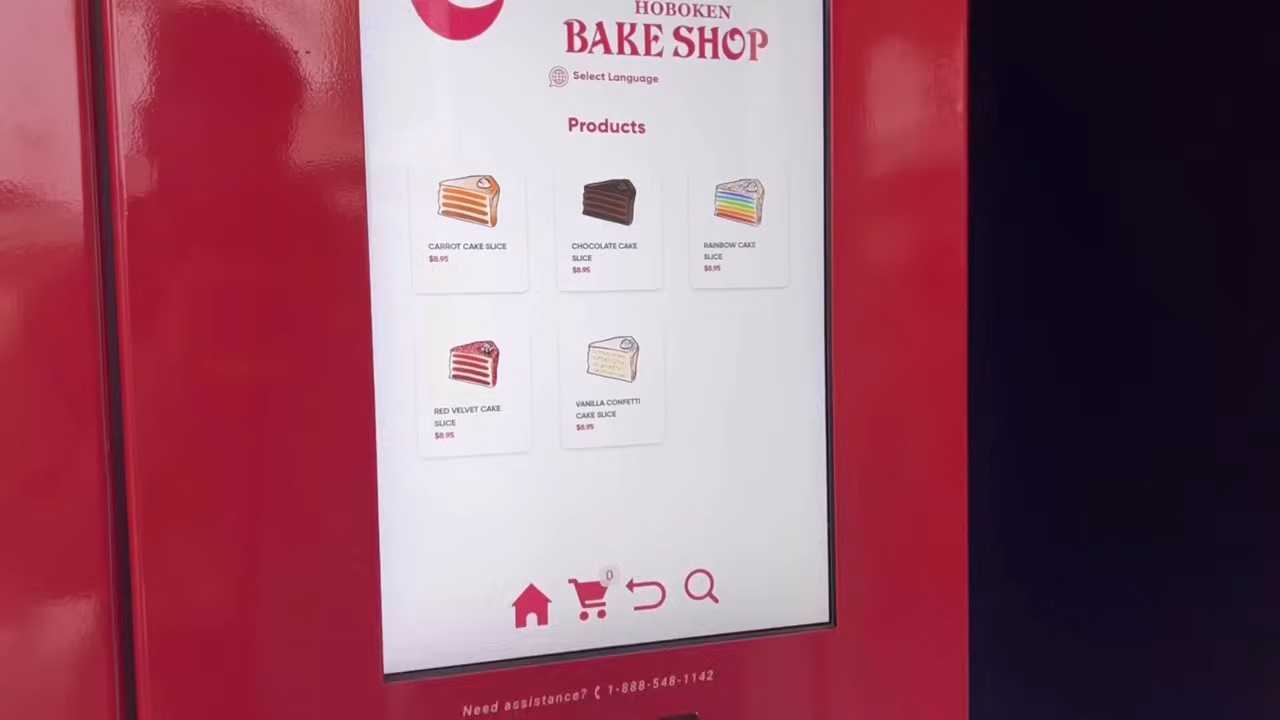 HOBOKEN
BAKE SHOP
Select Language
Products
CARROT CAKE SLICE
$8.95
CHOCOLATE CAKE
SLICE
$8.95
RAINBOW CAKE
SLICE
$8.95
RED VELVET CAKE
SLICE
$8.95
VANILLA CONFETTI
CAKE SLICE
$8.95
0
Need assistance? 1-888-548-1142